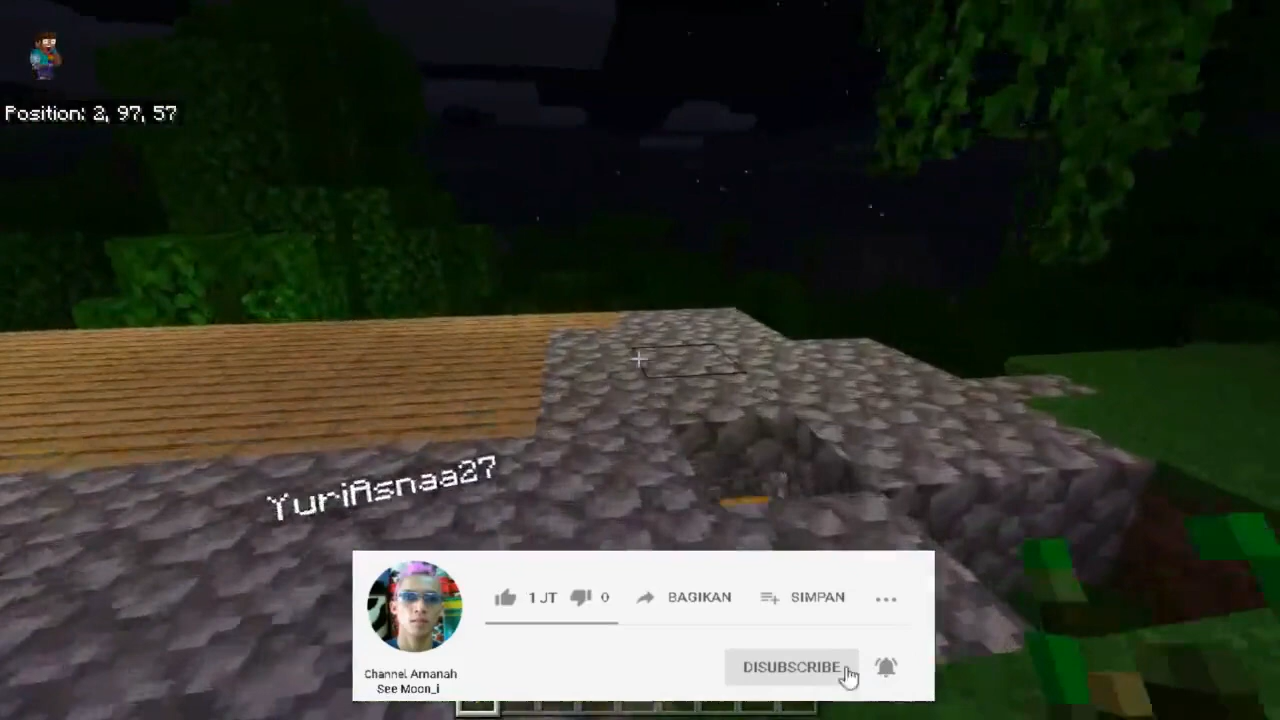 Position: 2, 97, 57
YuriAsnaa27
1 JT 0 BAGIKAN SIMPAN
DISUBSCRIBE
Channel Amanah
See Moon_i